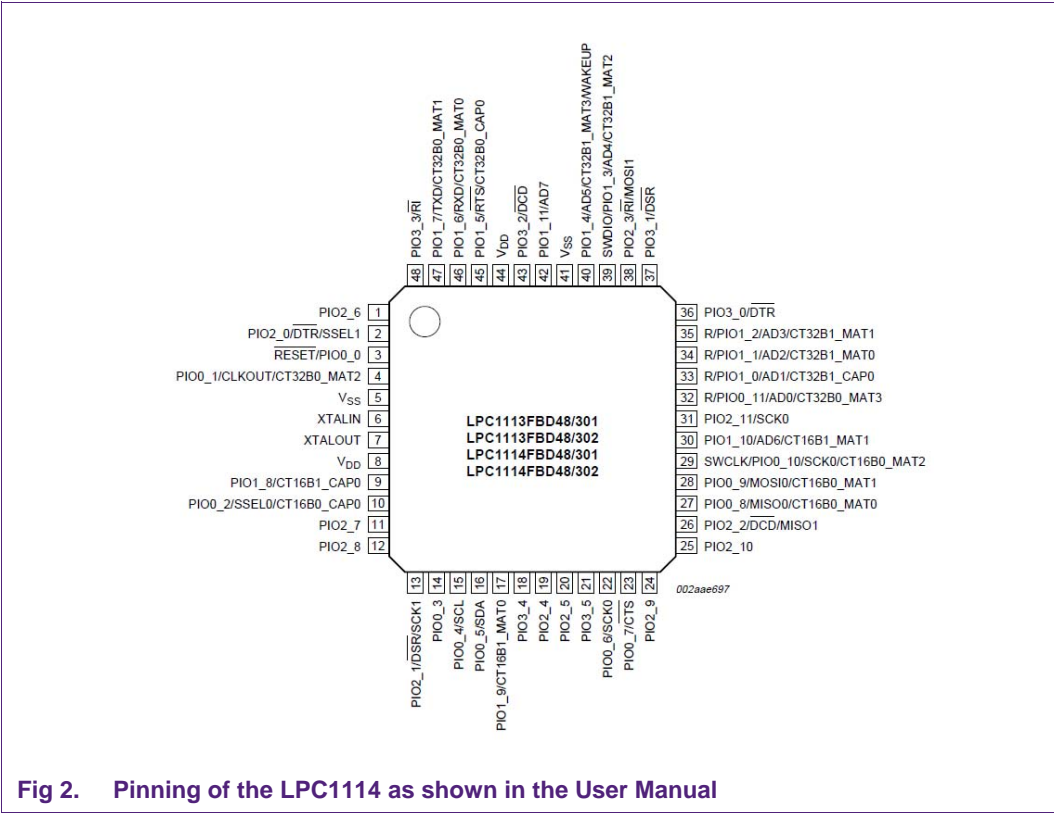 PIO3_3/RI
PIO1_7/TXD/CT32B0_MAT1
PIO1_6/RXD/CT32B0_MAT0
PIO1_5/RTS/CT32B0_CAP0
VDD
PIO3_2/DCD
PIO1_11/AD7
VSS
PIO1_4/AD5/CT32B1_MAT3/WAKEUP
SWDIO/PIO1_3/AD4/CT32B1_MAT2
PIO2_3/RI/MOSI1
PIO3_1/DSR
48 47 46 45 44 43 42 41 40 39 38 37
PIO2_6 1
PIO2_0/DTR/SSEL1 2
RESET/PIO0_0 3
PIO0_1/CLKOUT/CT32B0_MAT2 4
VSS 5
XTALIN 6
XTALOUT 7
VDD 8
PIO1_8/CT16B1_CAP0 9
PIO0_2/SSEL0/CT16B0_CAP0 10
PIO2_7 11
PIO2_8 12
LPC1113FBD48/301
LPC1113FBD48/302
LPC1114FBD48/301
LPC1114FBD48/302
36 PIO3_0/DTR
35 R/PIO1_2/AD3/CT32B1_MAT1
34 R/PIO1_1/AD2/CT32B1_MAT0
33 R/PIO1_0/AD1/CT32B1_CAP0
32 R/PIO0_11/AD0/CT32B0_MAT3
31 PIO2_11/SCK0
30 PIO1_10/AD6/CT16B1_MAT1
29 SWCLK/PIO0_10/SCK0/CT16B0_MAT2
28 PIO0_9/MOSI0/CT16B0_MAT1
27 PIO0_8/MISO0/CT16B0_MAT0
26 PIO2_2/DCD/MISO1
25 PIO2_10
13 14 15 16 17 18 19 20 21 22 23 24
PIO2_1/DSR/SCK1
PIO0_3
PIO0_4/SCL
PIO0_5/SDA
PIO1_9/CT16B1_MAT0
PIO3_4
PIO2_4
PIO2_5
PIO3_5
PIO0_6/SCK0
PIO0_7/CTS
PIO2_9
002aae697
Fig 2. Pinning of the LPC1114 as shown in the User Manual